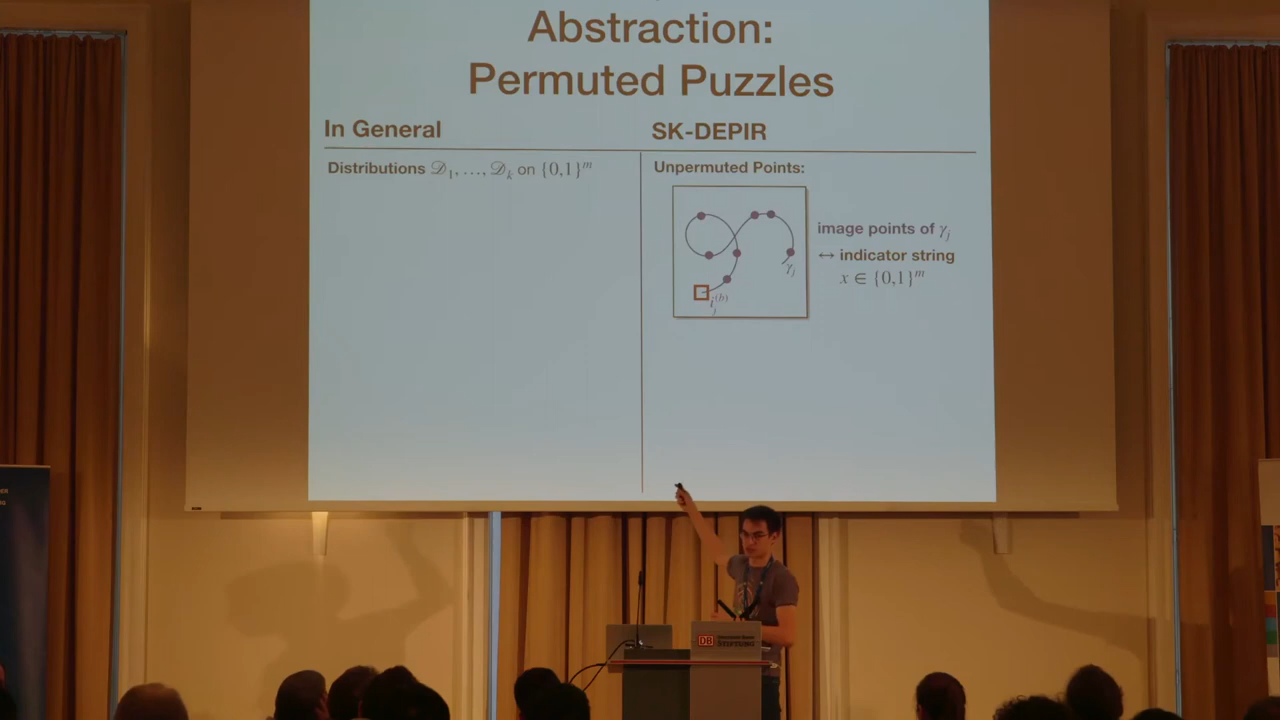 Abstraction:
Permuted Puzzles
In General
SK-DEPIR
Distributions 𝒟₁, …, 𝒟ₖ on {0,1}ᵐ
Unpermuted Points:
γⱼ
iⱼ⁽ᵇ⁾
image points of γⱼ
↔ indicator string
x ∈ {0,1}ᵐ
DB